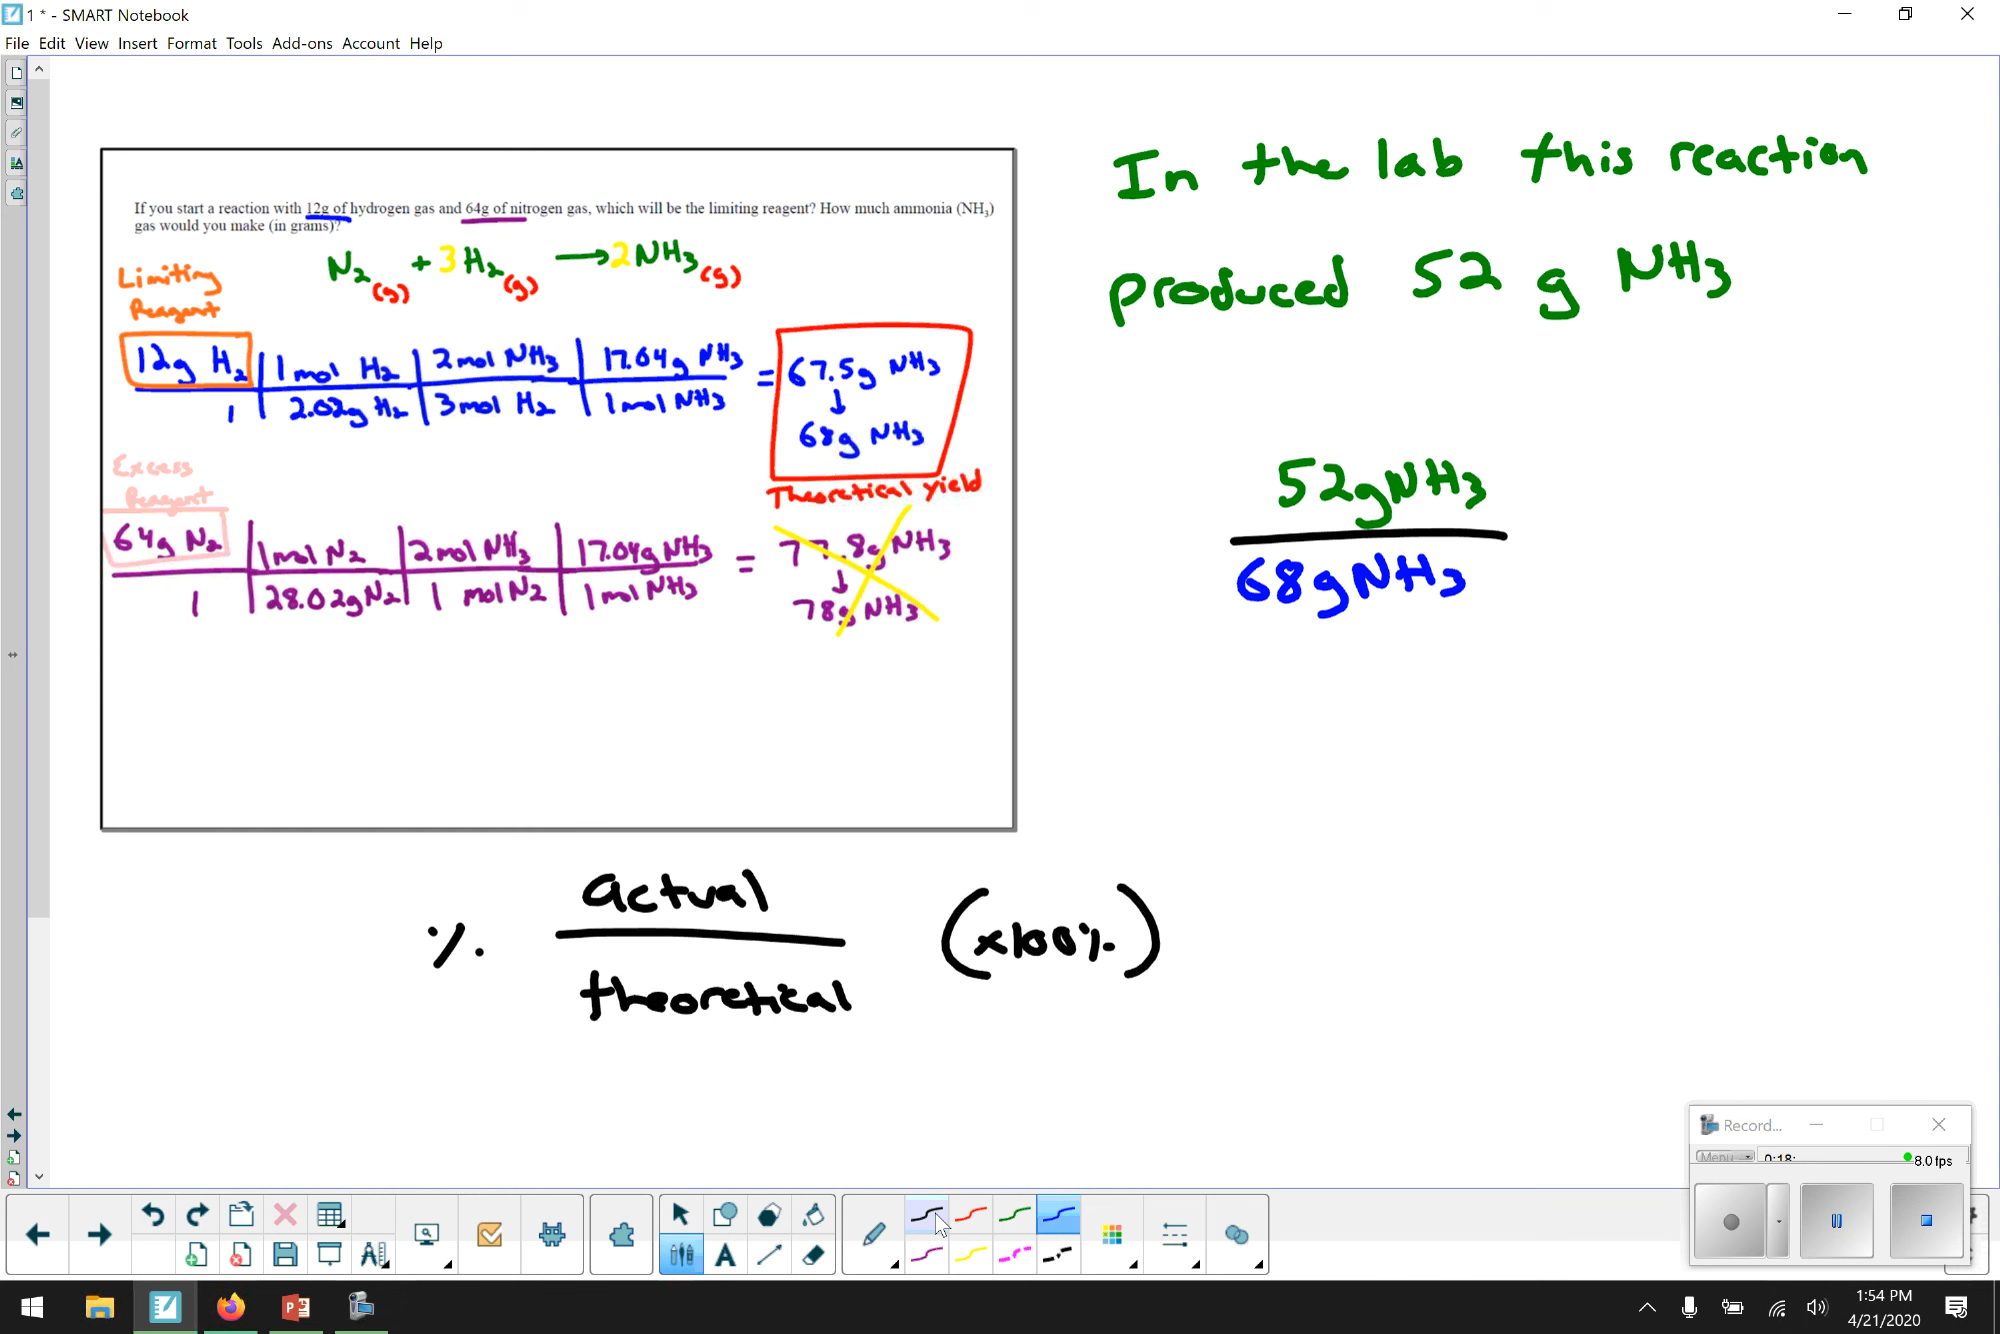 1 * - SMART Notebook
File Edit View Insert Format Tools Add-ons Account Help
If you start a reaction with 12g of hydrogen gas and 64g of nitrogen gas, which will be the limiting reagent? How much ammonia (NH₃)
gas would you make (in grams)?
N₂(g) + 3H₂(g) → 2NH₃(g)
Limiting
Reagent
12g H₂ | 1 mol H₂ | 2 mol NH₃ | 17.04g NH₃ = 67.5g NH₃
1 | 2.02g H₂ | 3 mol H₂ | 1 mol NH₃
↓
68g NH₃
Theoretical yield
Excess
Reagent
64g N₂ | 1 mol N₂ | 2 mol NH₃ | 17.04g NH₃ = 77.8g NH₃
1 | 28.02g N₂ | 1 mol N₂ | 1 mol NH₃
↓
78g NH₃
In the lab this reaction
produced 52 g NH₃
52g NH₃
68g NH₃
% actual (x100%)
theoretical
Record...
Menu 0:18: 8.0 fps
1:54 PM
4/21/2020